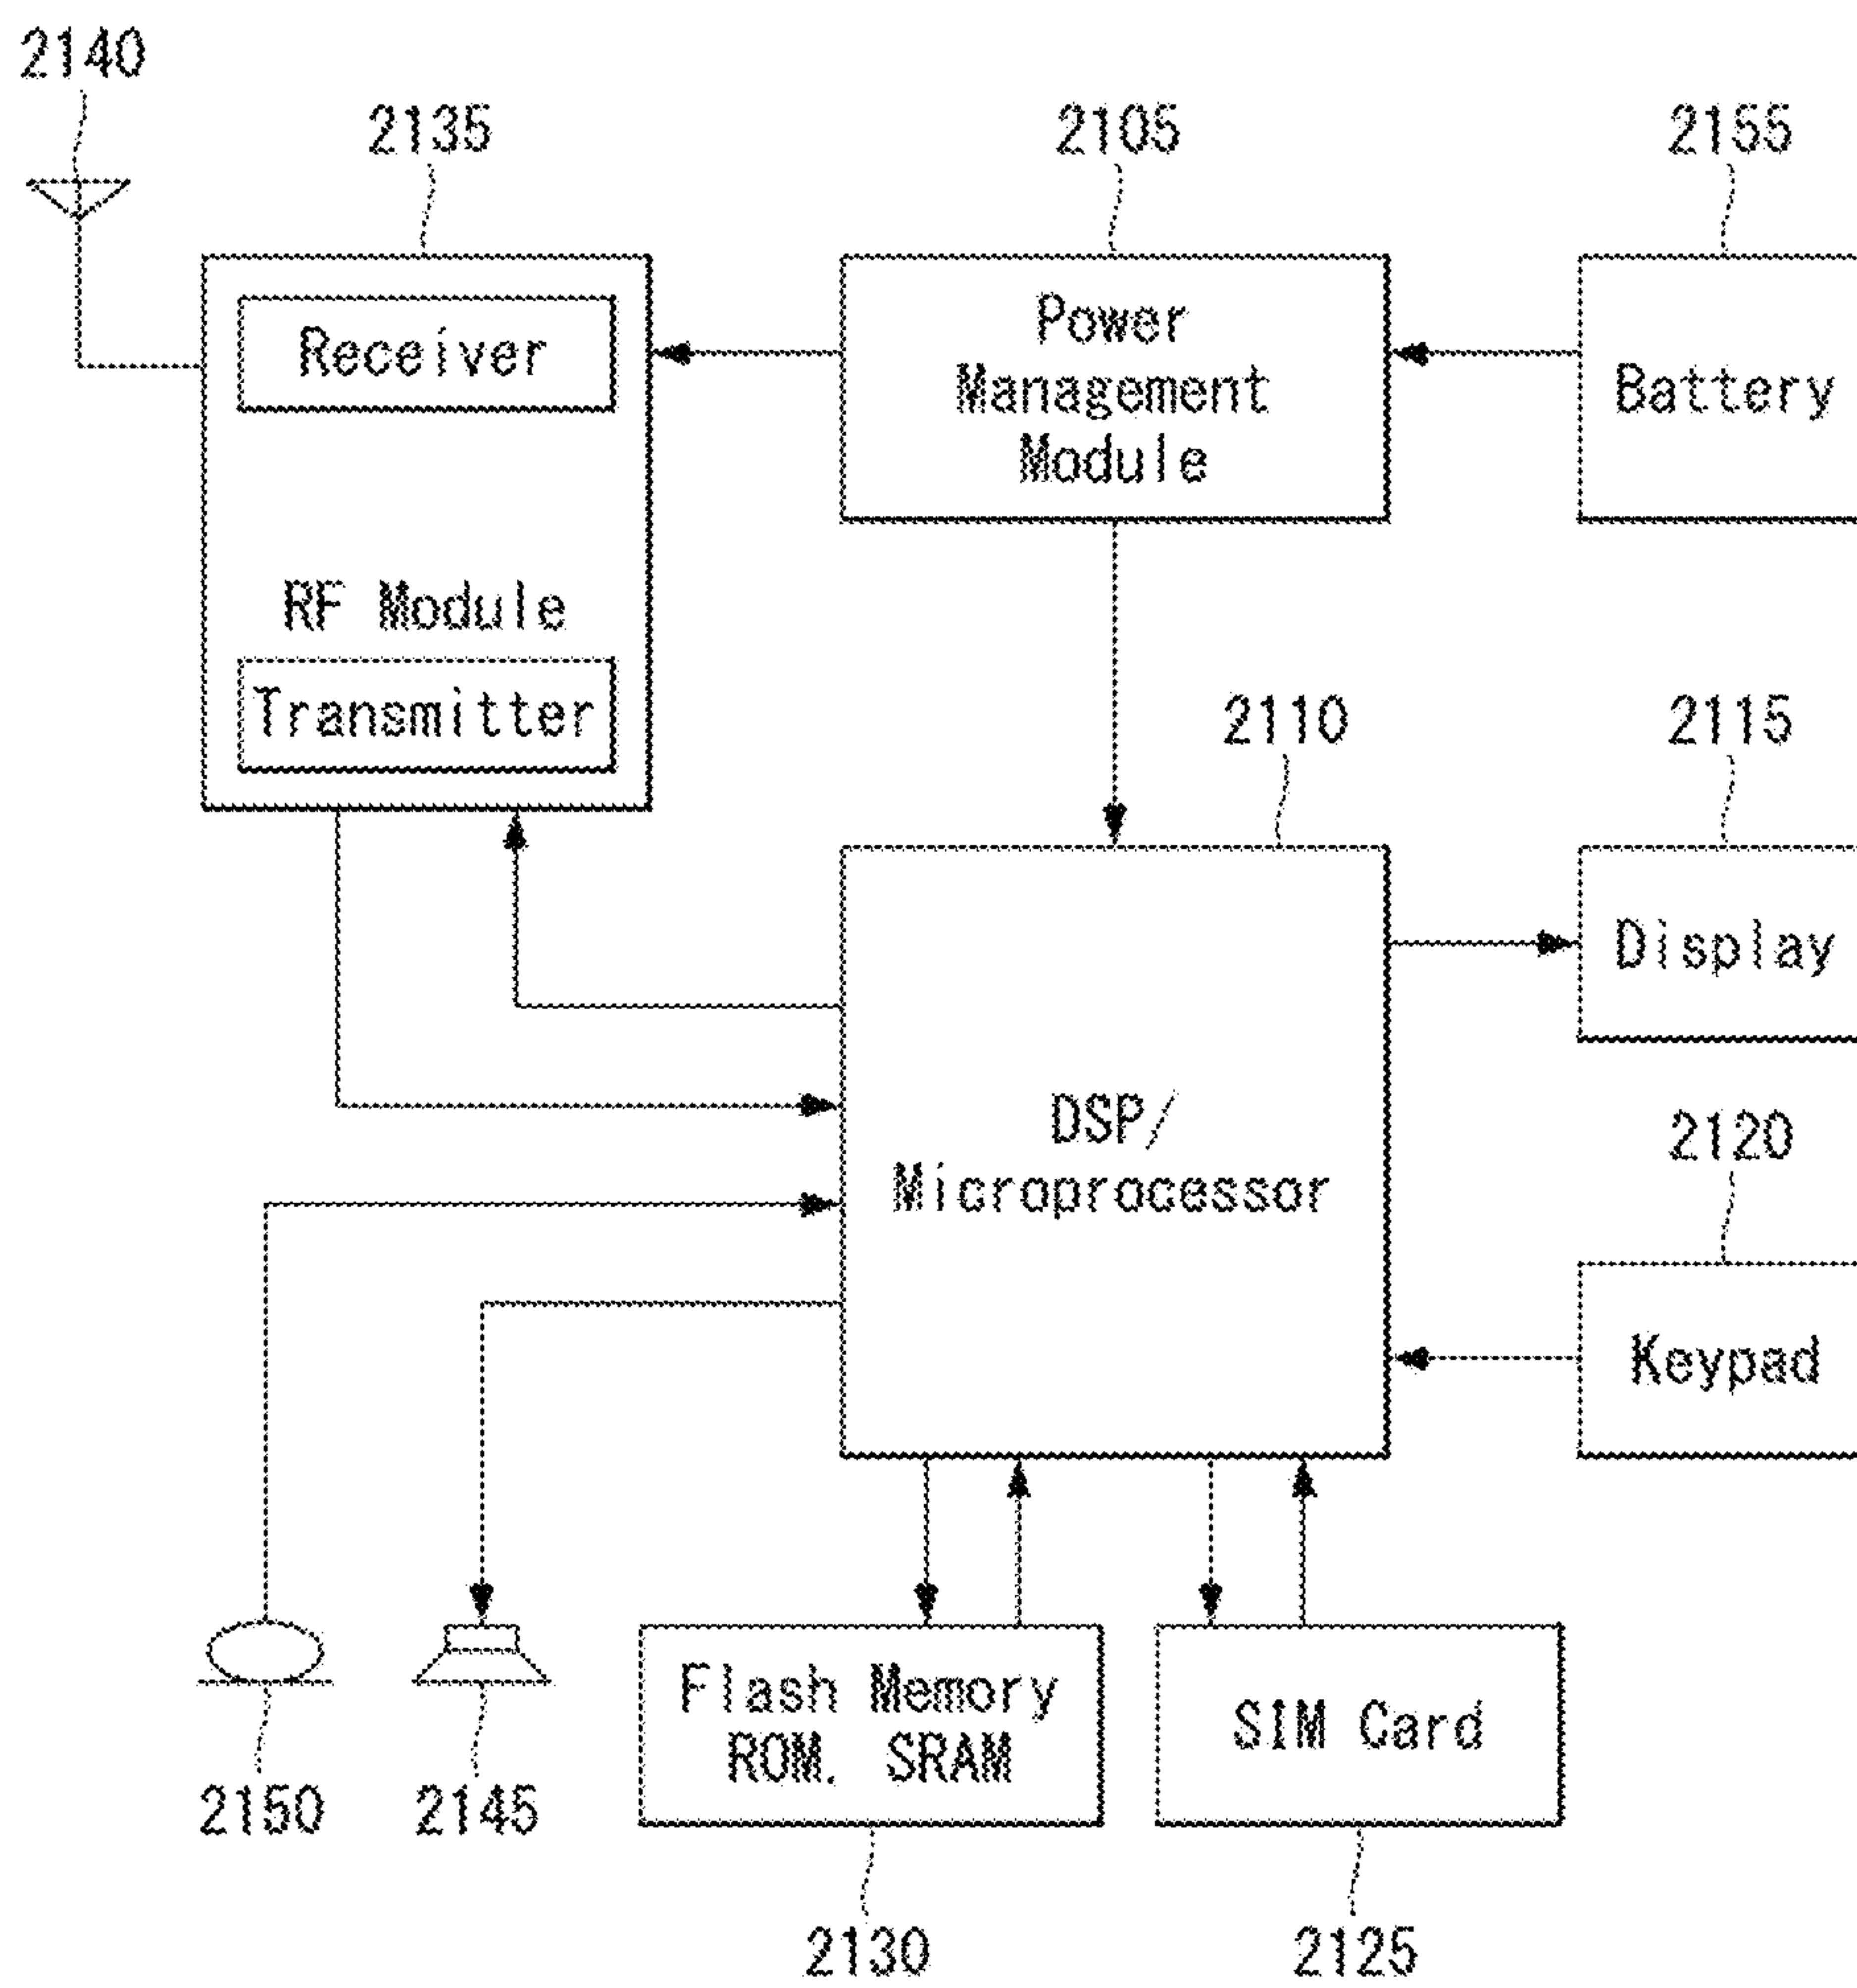 2140
2135
2105
2155
Receiver
Power
Management
Module
Battery
RF Module
Transmitter
2110
2115
Display
DSP/
Microprocessor
2120
Keypad
Flash Memory
ROM. SRAM
SIM Card
2150
2145
2130
2125